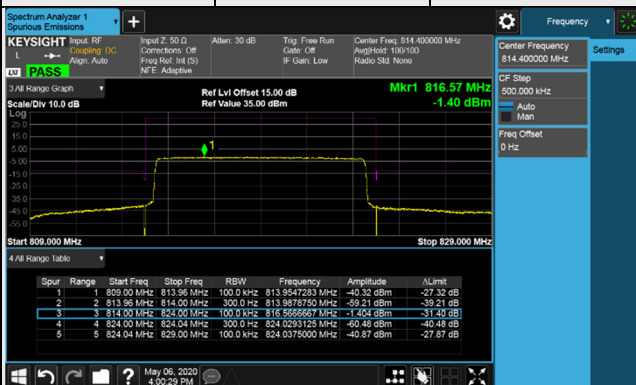 Spectrum Analyzer 1
Spurious Emissions
Frequency
KEYSIGHT Input: RF Input Z: 50 Ω Atten: 30 dB Trig: Free Run Center Freq: 814.400000 MHz
L Coupling: DC Corrections: Off Gate: Off Avg|Hold: 100/100
Align: Auto Freq Ref: Int (S) IF Gain: Low Radio Std: None
NFE: Adaptive
LXI PASS
Center Frequency
814.400000 MHz
Settings
CF Step
500.000 kHz
Auto
Man
Freq Offset
0 Hz
3 All Range Graph
Ref Lvl Offset 15.00 dB
Mkr1 816.57 MHz
Scale/Div 10.0 dB
Ref Value 35.00 dBm
-1.40 dBm
Log
25.0
15.0
5.00
1
-5.00
-15.0
-25.0
-35.0
-45.0
-55.0
Start 809.000 MHz
Stop 829.000 MHz
4 All Range Table
Spur Range Start Freq Stop Freq RBW Frequency Amplitude ΔLimit
1 1 809.00 MHz 813.96 MHz 100.0 kHz 813.9547283 MHz -40.32 dBm -27.32 dB
2 2 813.96 MHz 814.00 MHz 300.0 Hz 813.9878750 MHz -59.21 dBm -39.21 dB
3 3 814.00 MHz 824.00 MHz 100.0 kHz 816.5666667 MHz -1.404 dBm -31.40 dB
4 4 824.00 MHz 824.04 MHz 300.0 Hz 824.0293125 MHz -60.48 dBm -40.48 dB
5 5 824.04 MHz 829.00 MHz 100.0 kHz 824.0375000 MHz -40.87 dBm -27.87 dB
?
May 06, 2020
4:00:29 PM